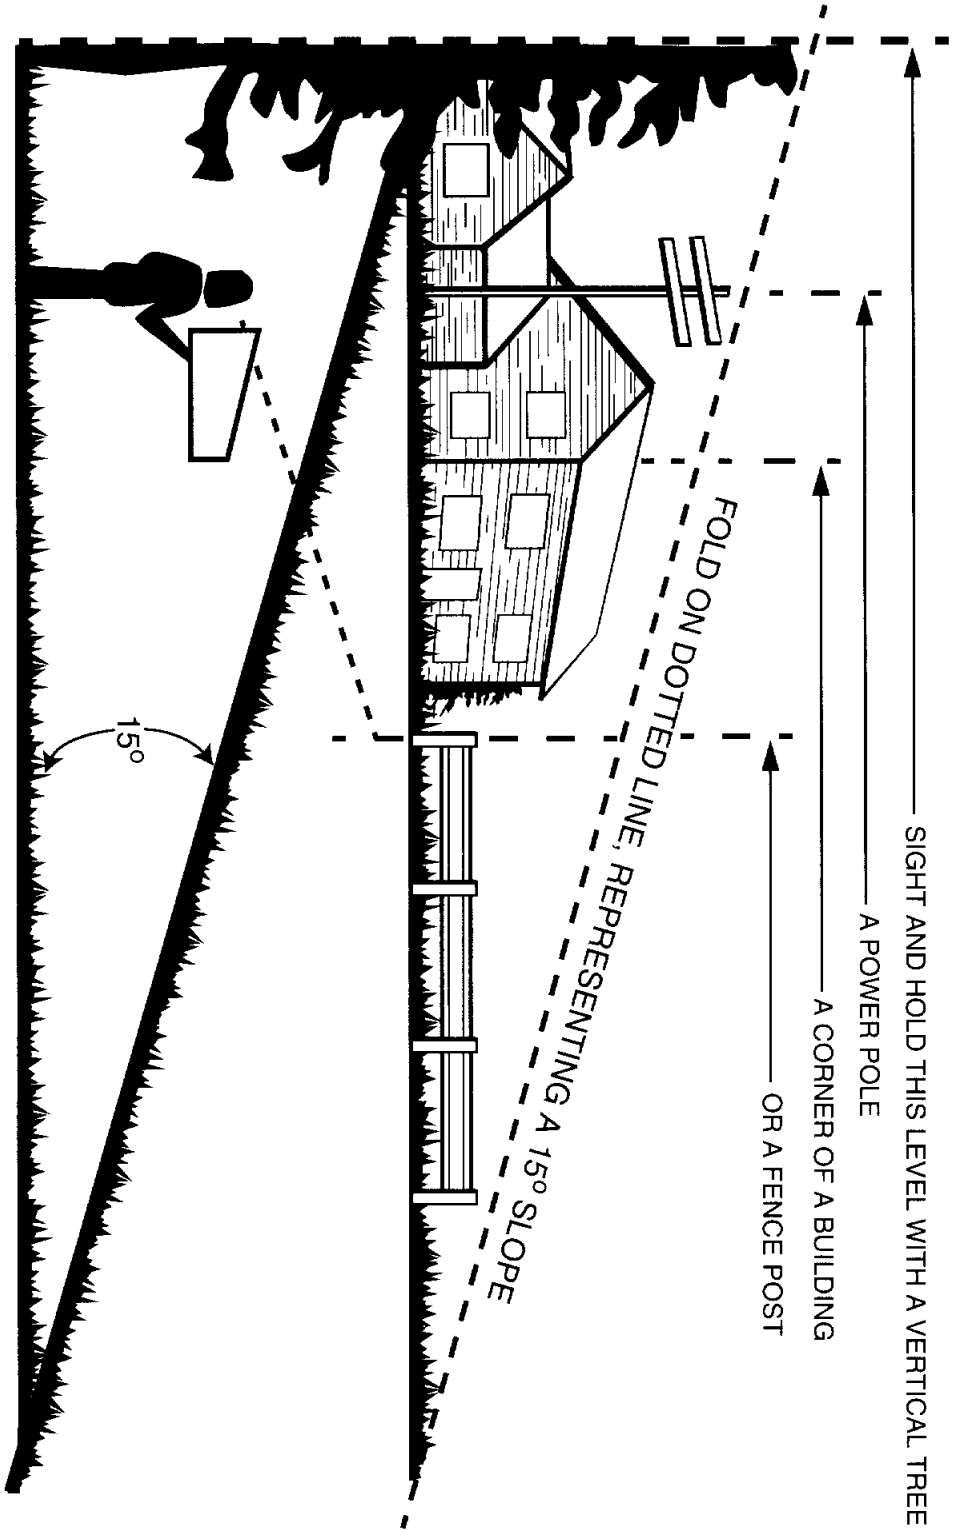 SIGHT AND HOLD THIS LEVEL WITH A VERTICAL TREE
A POWER POLE
A CORNER OF A BUILDING
OR A FENCE POST
FOLD ON DOTTED LINE, REPRESENTING A 15° SLOPE
15°